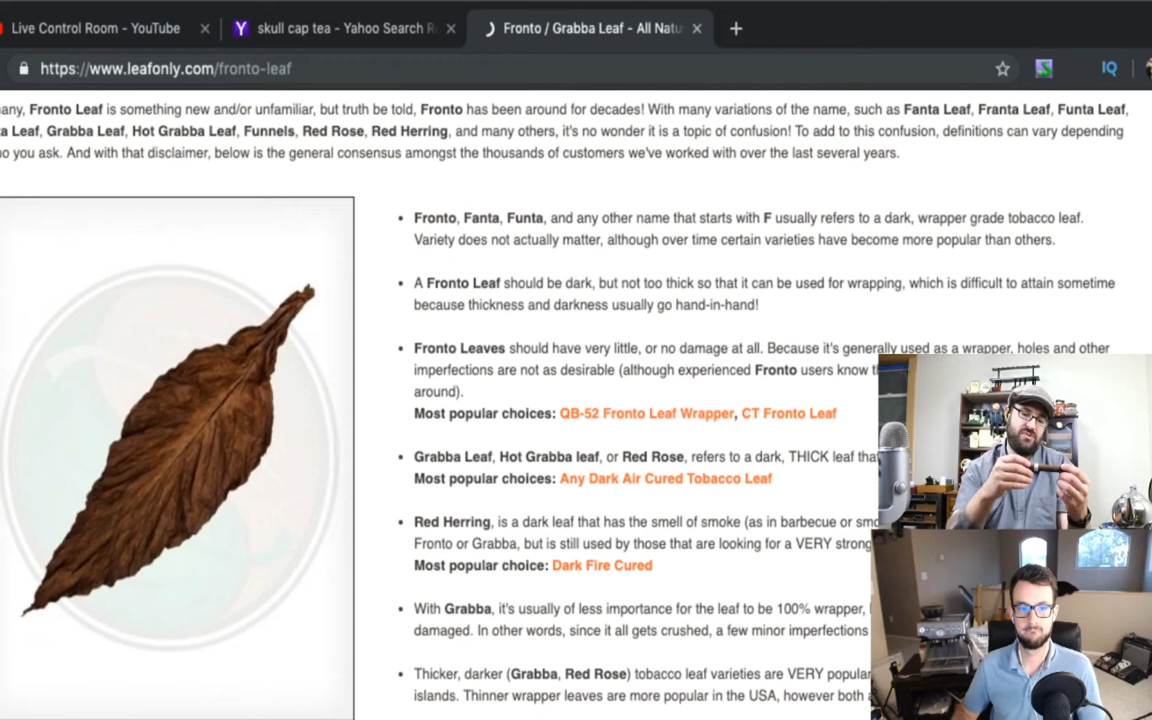 Live Control Room - YouTube
skull cap tea - Yahoo Search R
Fronto / Grabba Leaf - All Natu
https://www.leafonly.com/fronto-leaf
IQ
any, Fronto Leaf is something new and/or unfamiliar, but truth be told, Fronto has been around for decades! With many variations of the name, such as Fanta Leaf, Franta Leaf, Funta Leaf,
Leaf, Grabba Leaf, Hot Grabba Leaf, Funnels, Red Rose, Red Herring, and many others, it's no wonder it is a topic of confusion! To add to this confusion, definitions can vary depending
you ask. And with that disclaimer, below is the general consensus amongst the thousands of customers we've worked with over the last several years.
Fronto, Fanta, Funta, and any other name that starts with F usually refers to a dark, wrapper grade tobacco leaf.
Variety does not actually matter, although over time certain varieties have become more popular than others.
A Fronto Leaf should be dark, but not too thick so that it can be used for wrapping, which is difficult to attain sometime
because thickness and darkness usually go hand-in-hand!
Fronto Leaves should have very little, or no damage at all. Because it's generally used as a wrapper, holes and other
imperfections are not as desirable (although experienced Fronto users know
around).
Most popular choices: QB-52 Fronto Leaf Wrapper, CT Fronto Leaf
Grabba Leaf, Hot Grabba leaf, or Red Rose, refers to a dark, THICK leaf tha
Most popular choices: Any Dark Air Cured Tobacco Leaf
Red Herring, is a dark leaf that has the smell of smoke (as in barbecue or smo
Fronto or Grabba, but is still used by those that are looking for a VERY strong
Most popular choice: Dark Fire Cured
With Grabba, it's usually of less importance for the leaf to be 100% wrapper,
damaged. In other words, since it all gets crushed, a few minor imperfections
Thicker, darker (Grabba, Red Rose) tobacco leaf varieties are VERY popular
islands. Thinner wrapper leaves are more popular in the USA, however both